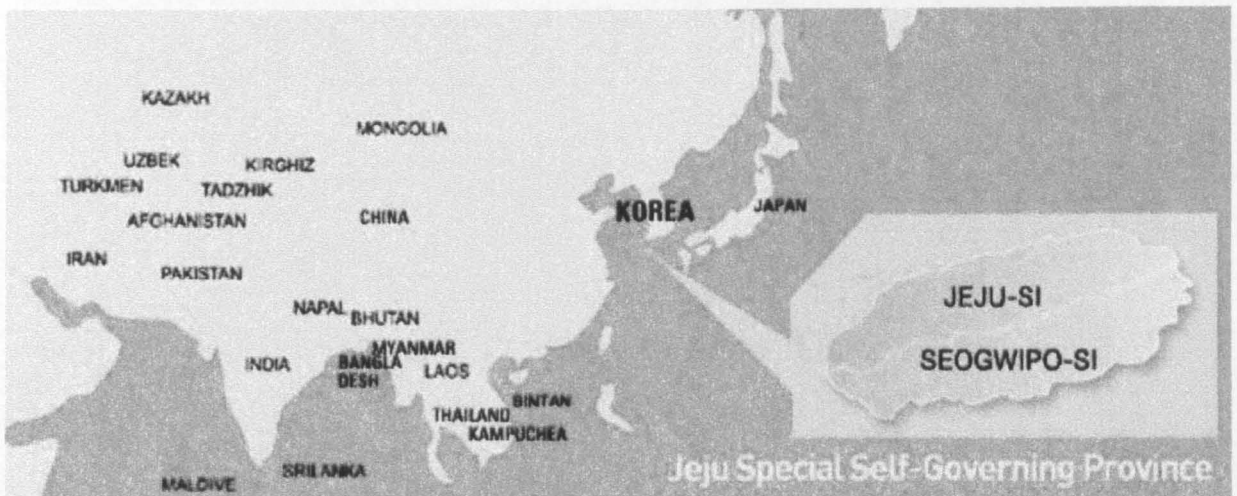 KAZAKH
MONGOLIA
UZBEK
KIRGHIZ
TURKMEN
TADZHIK
AFGHANISTAN
CHINA
KOREA
JAPAN
IRAN
PAKISTAN
NAPAL
BHUTAN
JEJU-SI
MYANMAR
INDIA
BANGLA
DESH
LAOS
SEOGWIPO-SI
BINTAN
THAILAND
KAMPUCHEA
SRILANKA
MALDIVE
Jeju Special Self-Governing Province